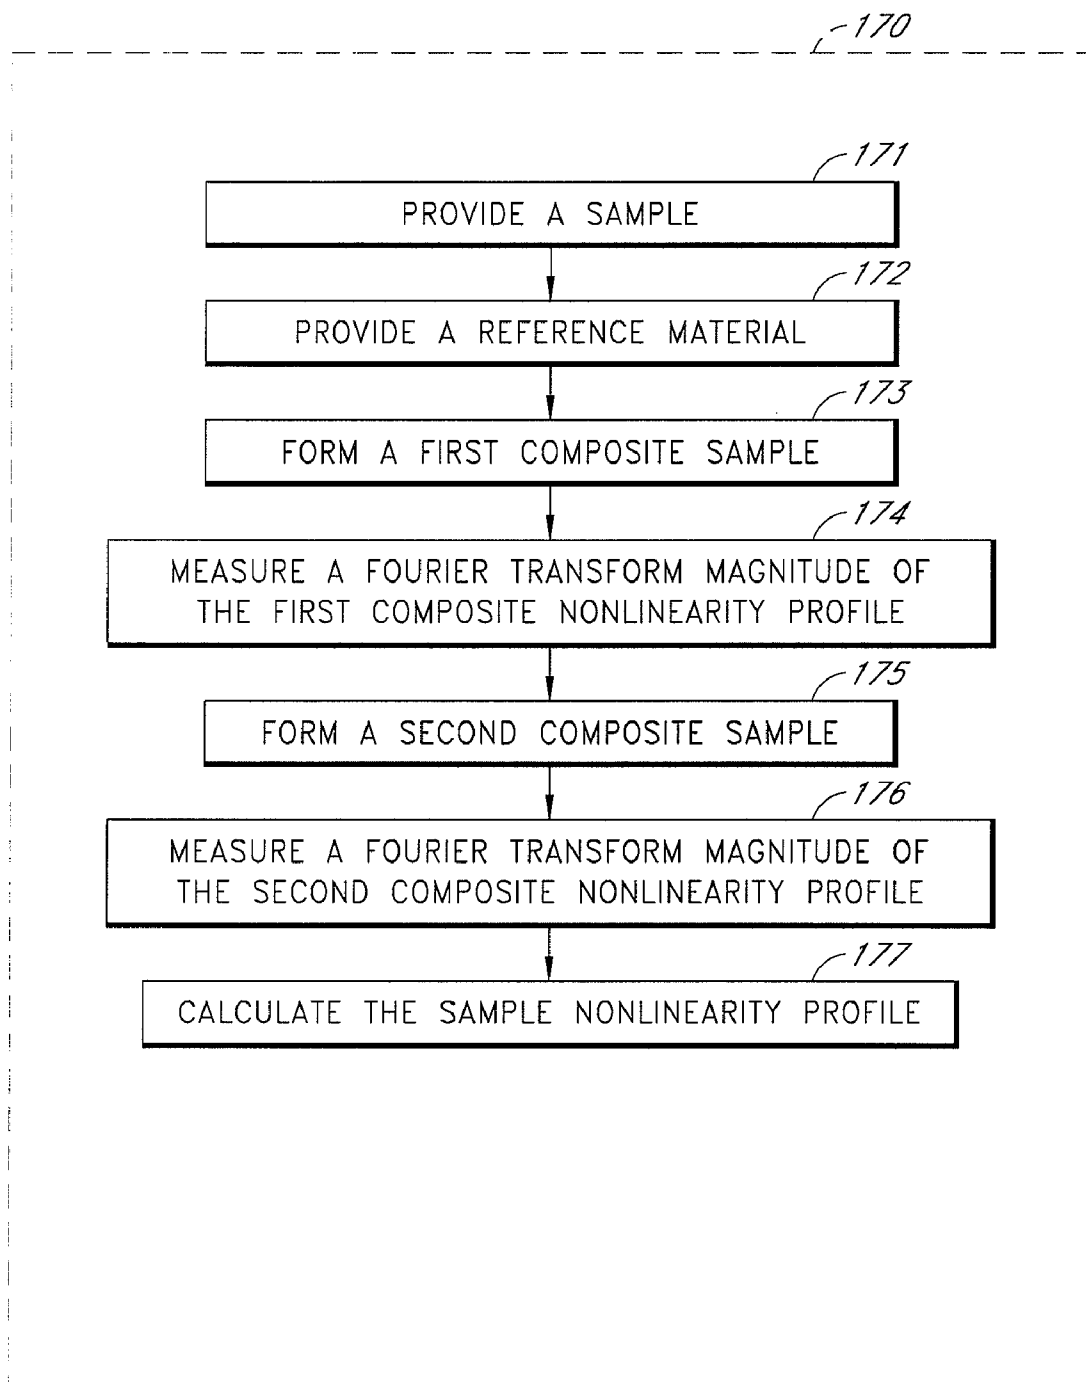 170
171
PROVIDE A SAMPLE
172
PROVIDE A REFERENCE MATERIAL
173
FORM A FIRST COMPOSITE SAMPLE
174
MEASURE A FOURIER TRANSFORM MAGNITUDE OF
THE FIRST COMPOSITE NONLINEARITY PROFILE
175
FORM A SECOND COMPOSITE SAMPLE
176
MEASURE A FOURIER TRANSFORM MAGNITUDE OF
THE SECOND COMPOSITE NONLINEARITY PROFILE
177
CALCULATE THE SAMPLE NONLINEARITY PROFILE